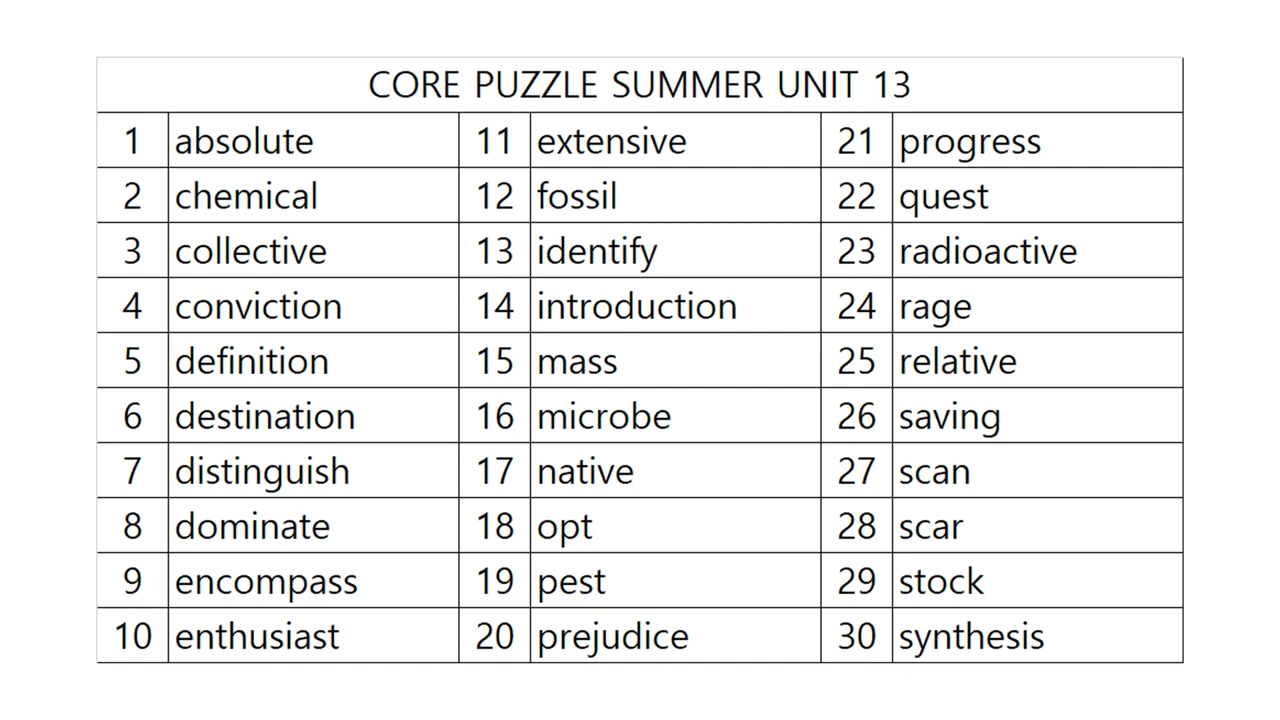 CORE PUZZLE SUMMER UNIT 13
1 absolute 11 extensive 21 progress
2 chemical 12 fossil 22 quest
3 collective 13 identify 23 radioactive
4 conviction 14 introduction 24 rage
5 definition 15 mass 25 relative
6 destination 16 microbe 26 saving
7 distinguish 17 native 27 scan
8 dominate 18 opt 28 scar
9 encompass 19 pest 29 stock
10 enthusiast 20 prejudice 30 synthesis